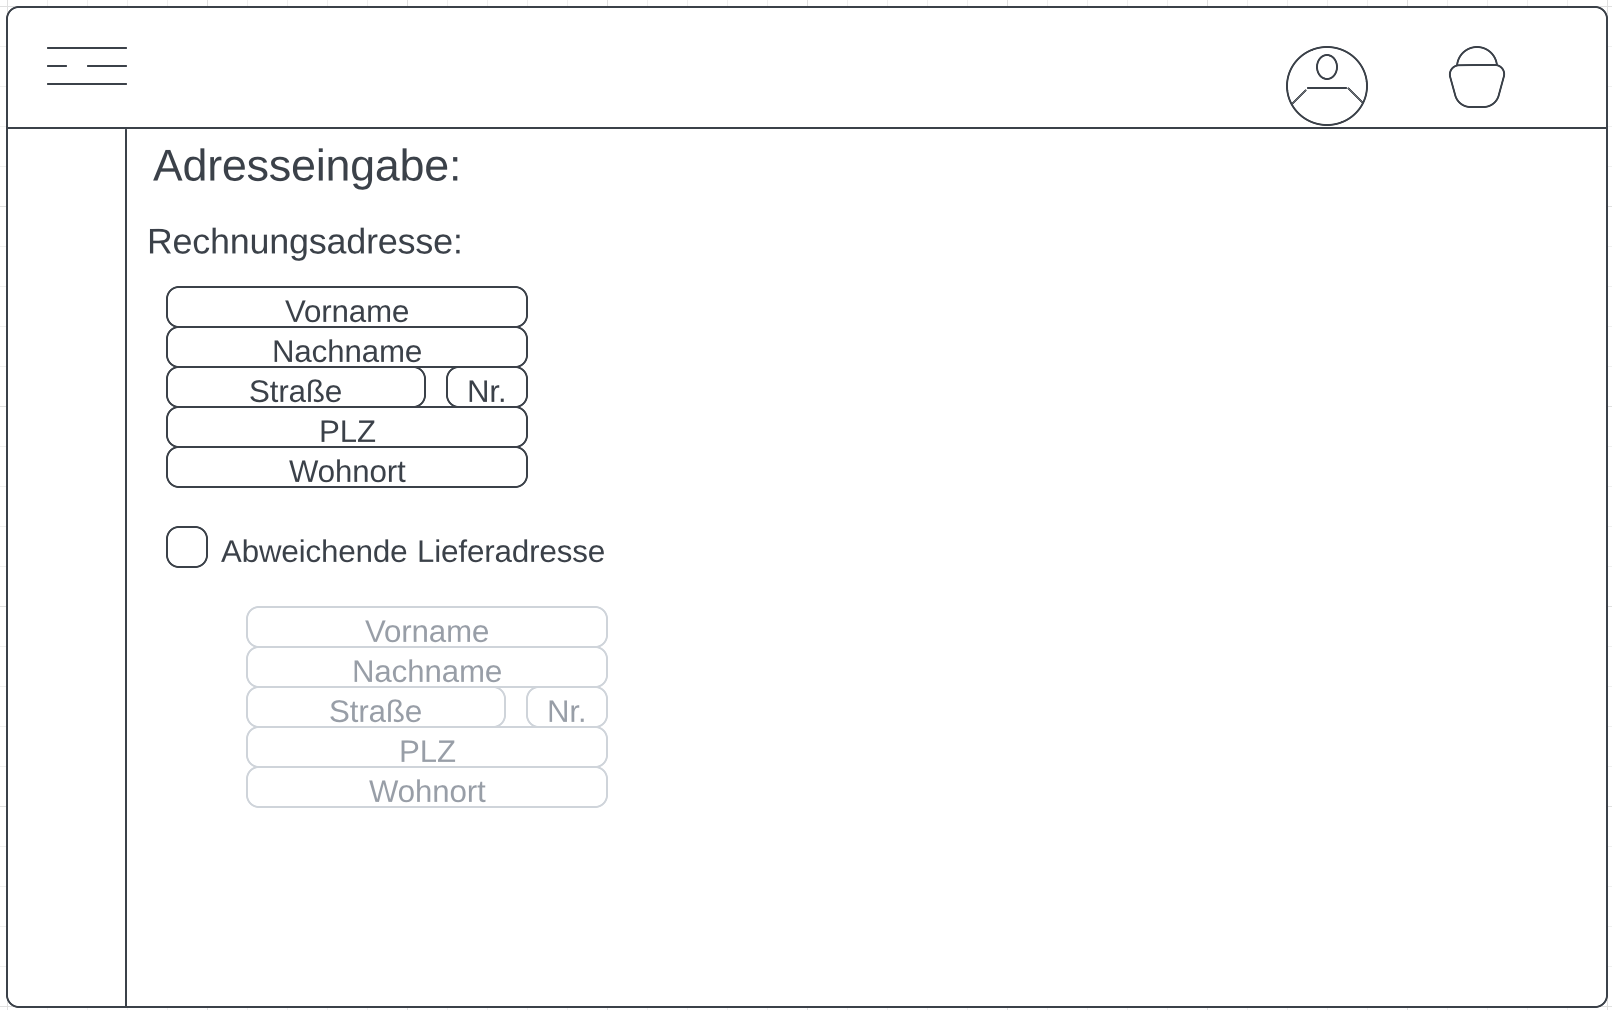 Adresseingabe:
Rechnungsadresse:
Vorname
Nachname
Straße Nr.
PLZ
Wohnort
Abweichende Lieferadresse
Vorname
Nachname
Straße Nr.
PLZ
Wohnort